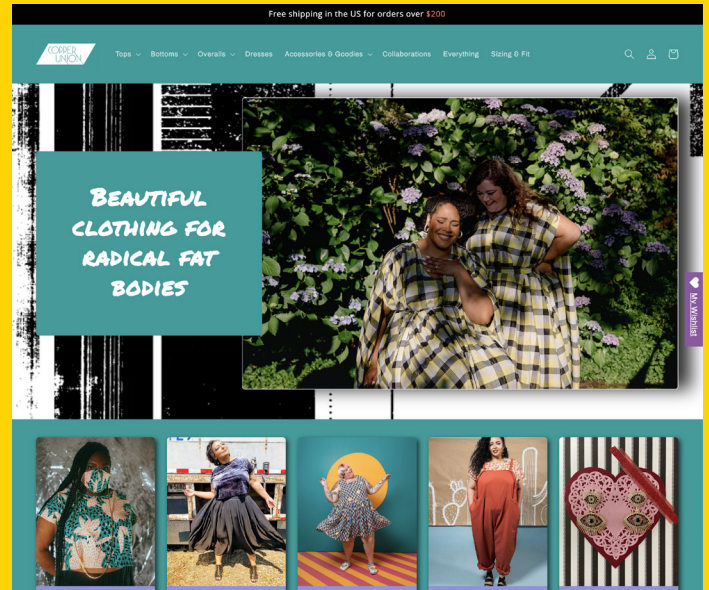 Free shipping in the US for orders over $200
COPPER
UNION
Tops
Bottoms
Overalls
Dresses
Accessories & Goodies
Collaborations
Everything
Sizing & Fit
BEAUTIFUL
CLOTHING FOR
RADICAL FAT
BODIES
My Wishlist